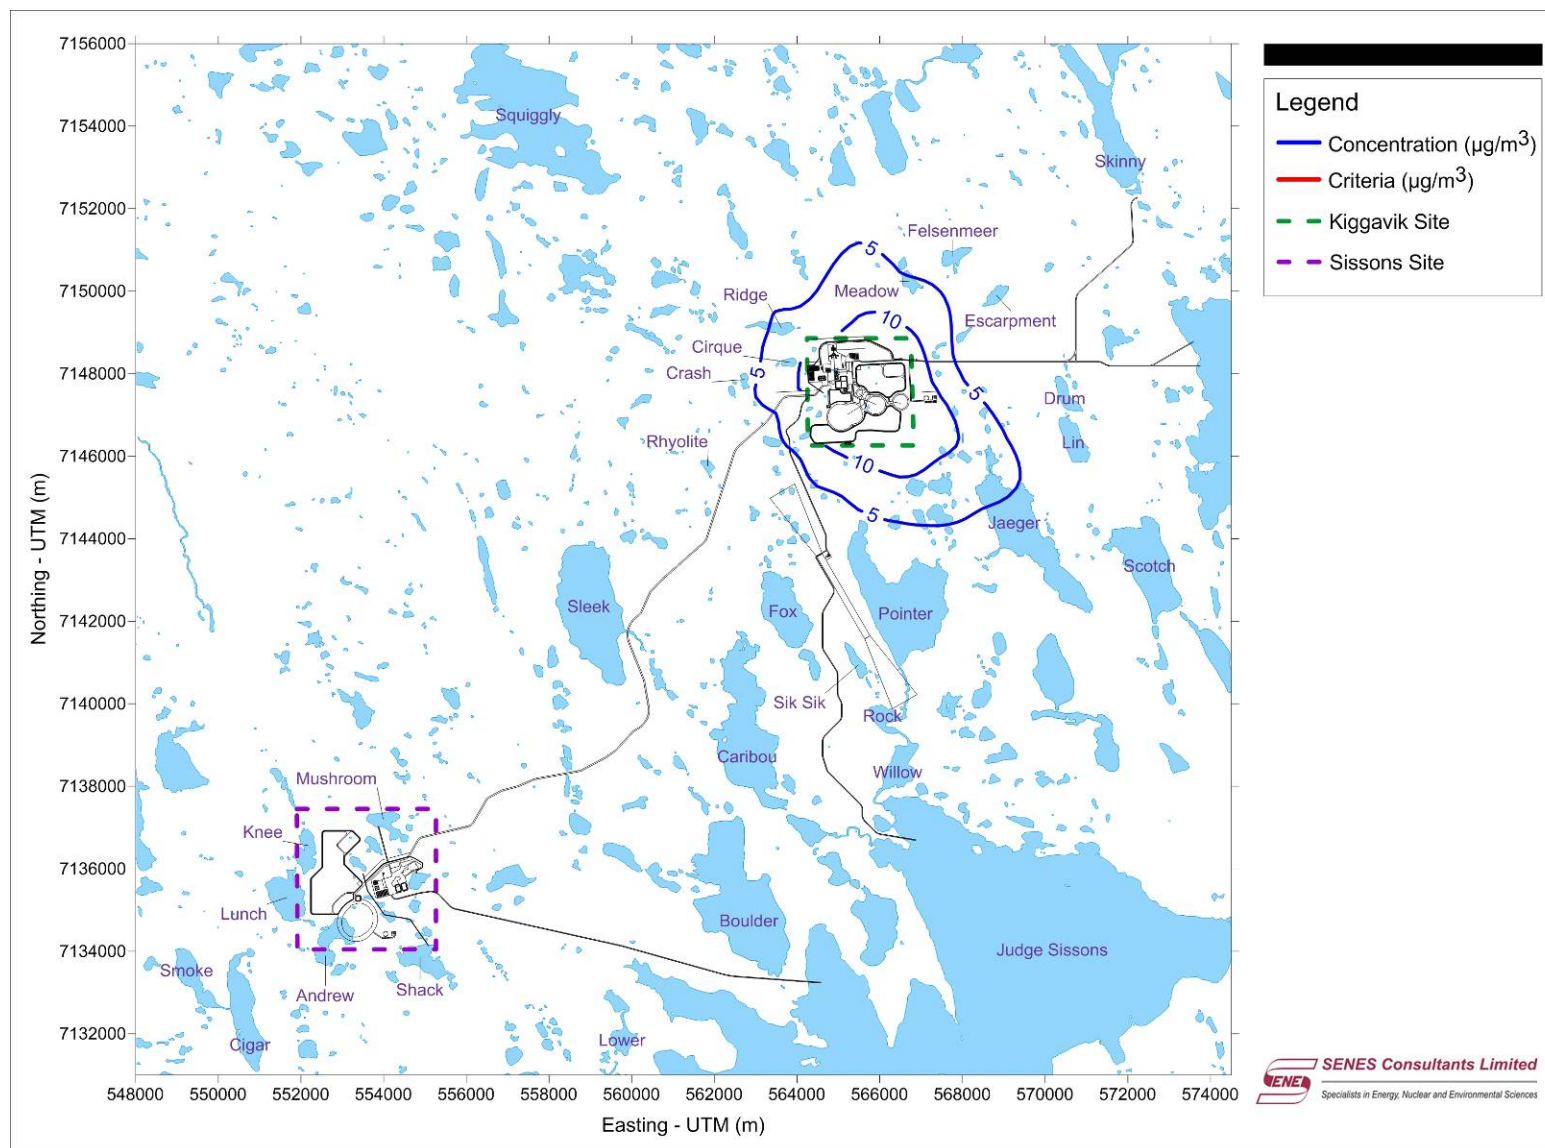 7156000
7154000
7152000
7150000
7148000
7146000
7144000
7142000
7140000
7138000
7136000
7134000
7132000
Northing - UTM (m)
548000 550000 552000 554000 556000 558000 560000 562000 564000 566000 568000 570000 572000 574000
Easting - UTM (m)
Squiggly
Skinny
Felsenmeer
5
Meadow
Ridge
Escarpment
10
Cirque
Crash
5
5
Drum
Rhyolite
Lin
10
5
Jaeger
Scotch
Sleek
Fox
Pointer
Sik Sik
Rock
Caribou
Willow
Mushroom
Knee
Lunch
Boulder
Judge Sissons
Smoke
Andrew
Shack
Cigar
Lower
Legend
Concentration (µg/m³)
Criteria (µg/m³)
Kiggavik Site
Sissons Site
SENES
SENES Consultants Limited
Specialists in Energy, Nuclear and Environmental Sciences